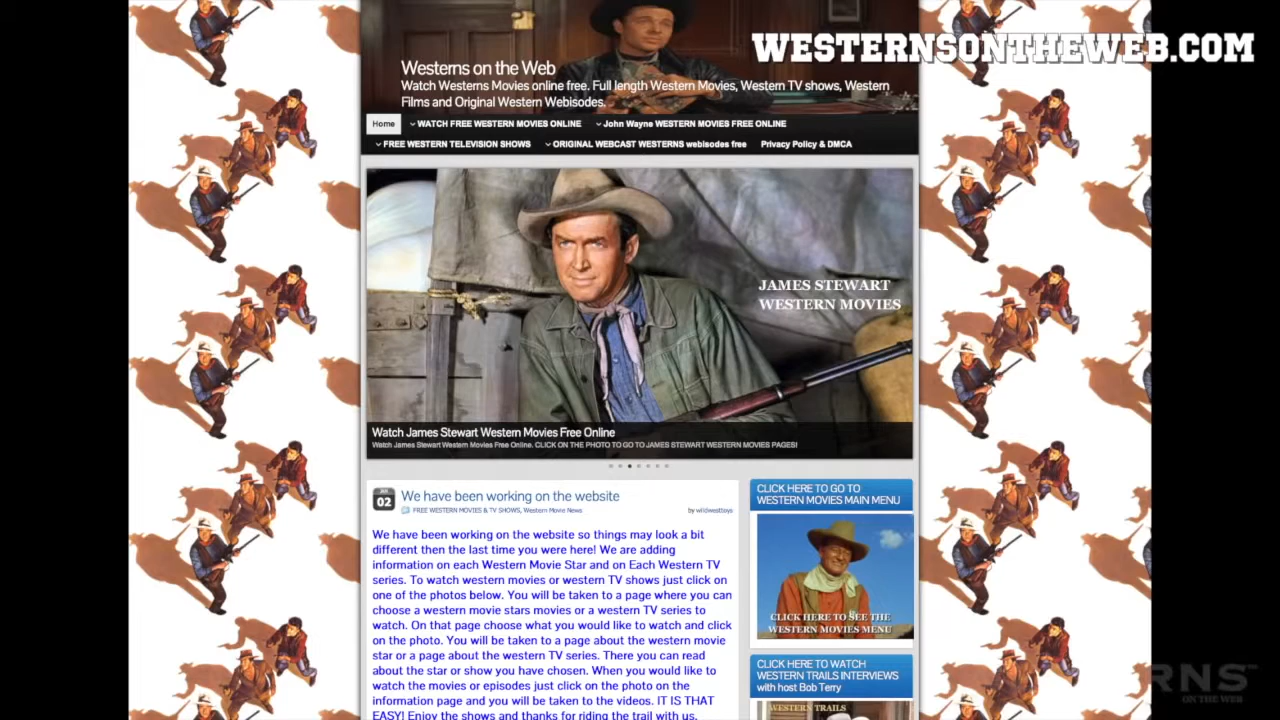 WESTERNSONTHEWEB.COM
Westerns on the Web
Watch Westerns Movies online free. Full length Western Movies, Western TV shows, Western
Films and Original Western Webisodes.
Home
WATCH FREE WESTERN MOVIES ONLINE
John Wayne WESTERN MOVIES FREE ONLINE
FREE WESTERN TELEVISION SHOWS
ORIGINAL WEBCAST WESTERNS webisodes free
Privacy Policy & DMCA
JAMES STEWART
WESTERN MOVIES
Watch James Stewart Western Movies Free Online
Watch James Stewart Western Movies Free Online. CLICK ON THE PHOTO TO GO TO JAMES STEWART WESTERN MOVIES PAGES!
02
We have been working on the website
FREE WESTERN MOVIES & TV SHOWS, Western Movie News
by wildwesttoys
We have been working on the website so things may look a bit
different then the last time you were here! We are adding
information on each Western Movie Star and on Each Western TV
series. To watch western movies or western TV shows just click on
one of the photos below. You will be taken to a page where you can
choose a western movie stars movies or a western TV series to
watch. On that page choose what you would like to watch and click
on the photo. You will be taken to a page about the western movie
star or a page about the western TV series. There you can read
about the star or show you have chosen. When you would like to
watch the movies or episodes just click on the photo on the
information page and you will be taken to the videos. IT IS THAT
EASY! Enjoy the shows and thanks for riding the trail with us.
CLICK HERE TO GO TO
WESTERN MOVIES MAIN MENU
CLICK HERE TO SEE THE
WESTERN MOVIES MENU
CLICK HERE TO WATCH
WESTERN TRAILS INTERVIEWS
with host Bob Terry
WESTERN TRAILS
RNS
ON THE WEB